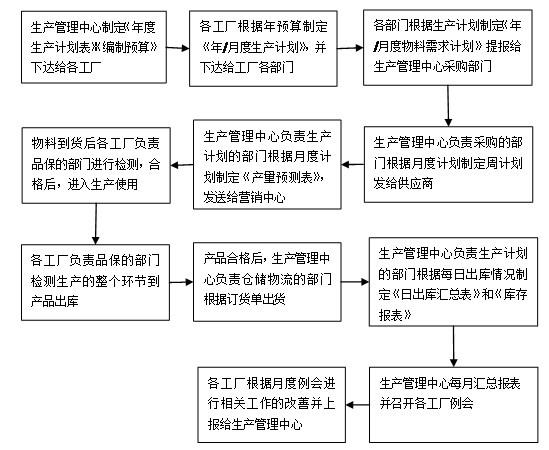 生产管理中心制定《年度
生产计划表》《编制预算》
下达给各工厂
各工厂根据年预算制定
《年/月度生产计划》，并
下达给工厂各部门
各部门根据生产计划制定《年
/月度物料需求计划》提报给
生产管理中心采购部门
生产管理中心负责采购的部
门根据月度计划制定周计划
发给供应商
生产管理中心负责生产
计划的部门根据月度计
划制定《产量预测表》，
发送给营销中心
物料到货后各工厂负责
品保的部门进行检测，合
格后，进入生产使用
各工厂负责品保的部门
检测生产的整个环节到
产品出库
产品合格后，生产管理中
心负责仓储物流的部门
根据订货单出货
生产管理中心负责生产计划
的部门根据每日出库情况制
定《日出库汇总表》和《库存
报表》
生产管理中心每月汇总报表
并召开各工厂例会
各工厂根据月度例会进
行相关工作的改善并上
报给生产管理中心